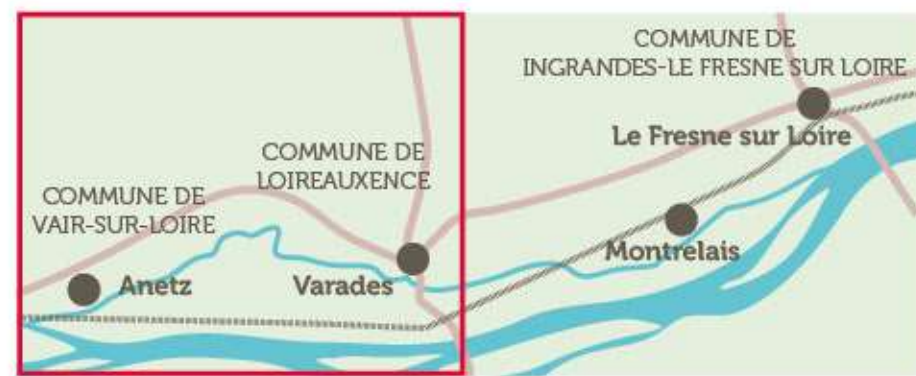 COMMUNE DE
VAIR-SUR-LOIRE
Anetz
COMMUNE DE
LOIREAUXENCE
Varades
COMMUNE DE
INGRANDES-LE FRESNE SUR LOIRE
Le Fresne sur Loire
Montrelais